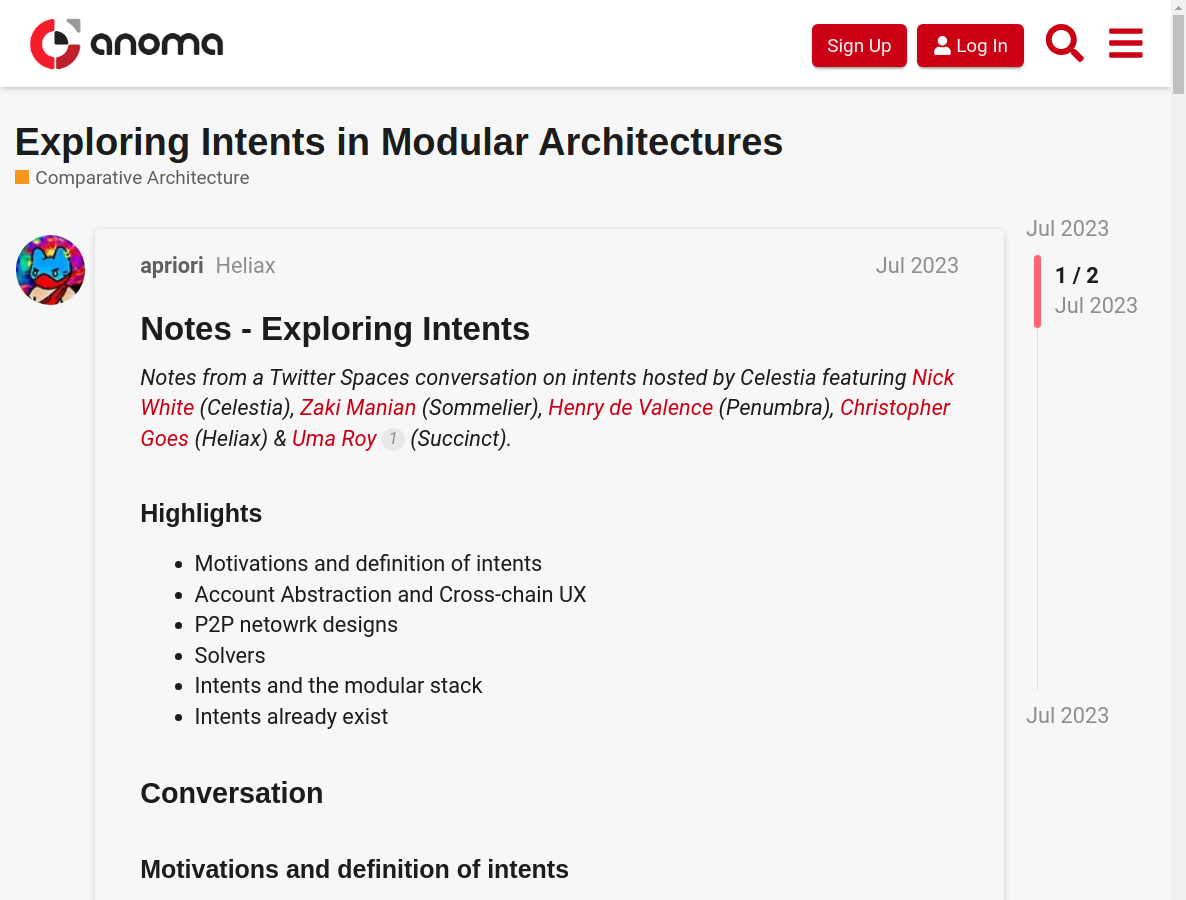 anoma
Sign Up
Log In
Exploring Intents in Modular Architectures
Comparative Architecture
Jul 2023
apriori Heliax Jul 2023
1 / 2
Jul 2023
Notes - Exploring Intents
Notes from a Twitter Spaces conversation on intents hosted by Celestia featuring Nick
White (Celestia), Zaki Manian (Sommelier), Henry de Valence (Penumbra), Christopher
Goes (Heliax) & Uma Roy 1 (Succinct).
Highlights
Motivations and definition of intents
Account Abstraction and Cross-chain UX
P2P netowrk designs
Solvers
Intents and the modular stack
Intents already exist
Jul 2023
Conversation
Motivations and definition of intents